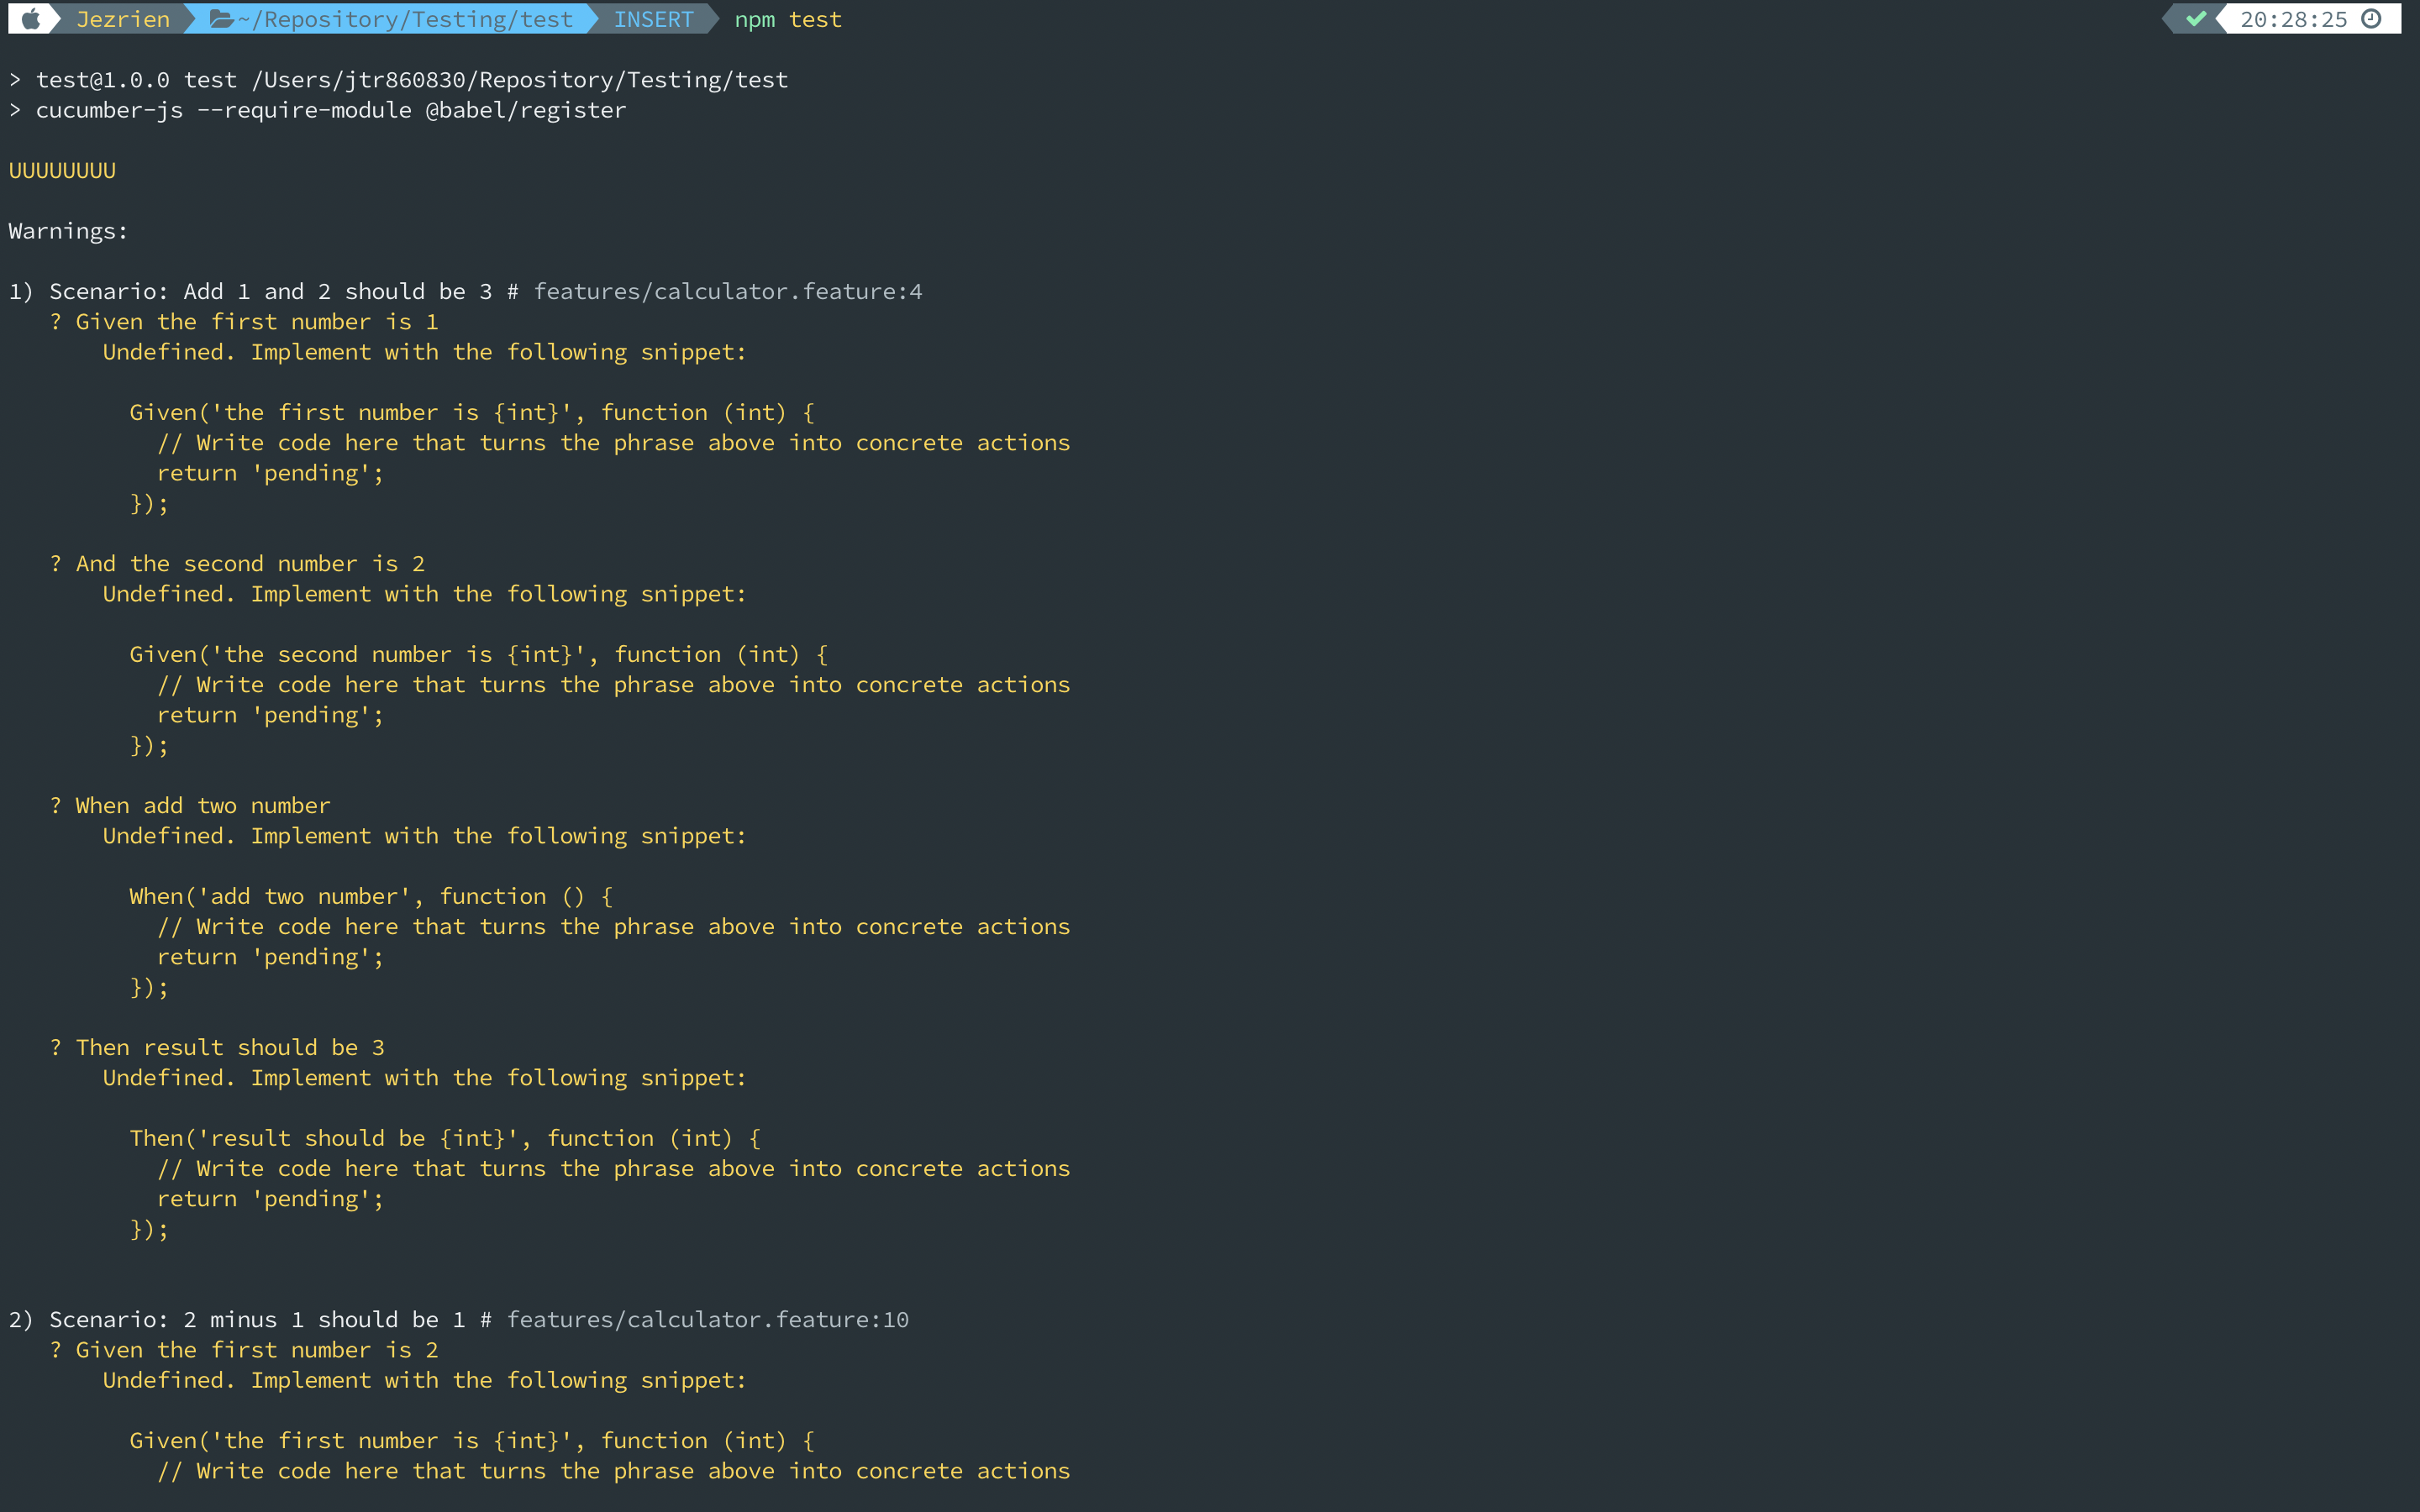 Jezrien ~/Repository/Testing/test INSERT npm test 20:28:25
> test@1.0.0 test /Users/jtr860830/Repository/Testing/test
> cucumber-js --require-module @babel/register
UUUUUUUU
Warnings:
1) Scenario: Add 1 and 2 should be 3 # features/calculator.feature:4
? Given the first number is 1
Undefined. Implement with the following snippet:
Given('the first number is {int}', function (int) {
// Write code here that turns the phrase above into concrete actions
return 'pending';
});
? And the second number is 2
Undefined. Implement with the following snippet:
Given('the second number is {int}', function (int) {
// Write code here that turns the phrase above into concrete actions
return 'pending';
});
? When add two number
Undefined. Implement with the following snippet:
When('add two number', function () {
// Write code here that turns the phrase above into concrete actions
return 'pending';
});
? Then result should be 3
Undefined. Implement with the following snippet:
Then('result should be {int}', function (int) {
// Write code here that turns the phrase above into concrete actions
return 'pending';
});
2) Scenario: 2 minus 1 should be 1 # features/calculator.feature:10
? Given the first number is 2
Undefined. Implement with the following snippet:
Given('the first number is {int}', function (int) {
// Write code here that turns the phrase above into concrete actions